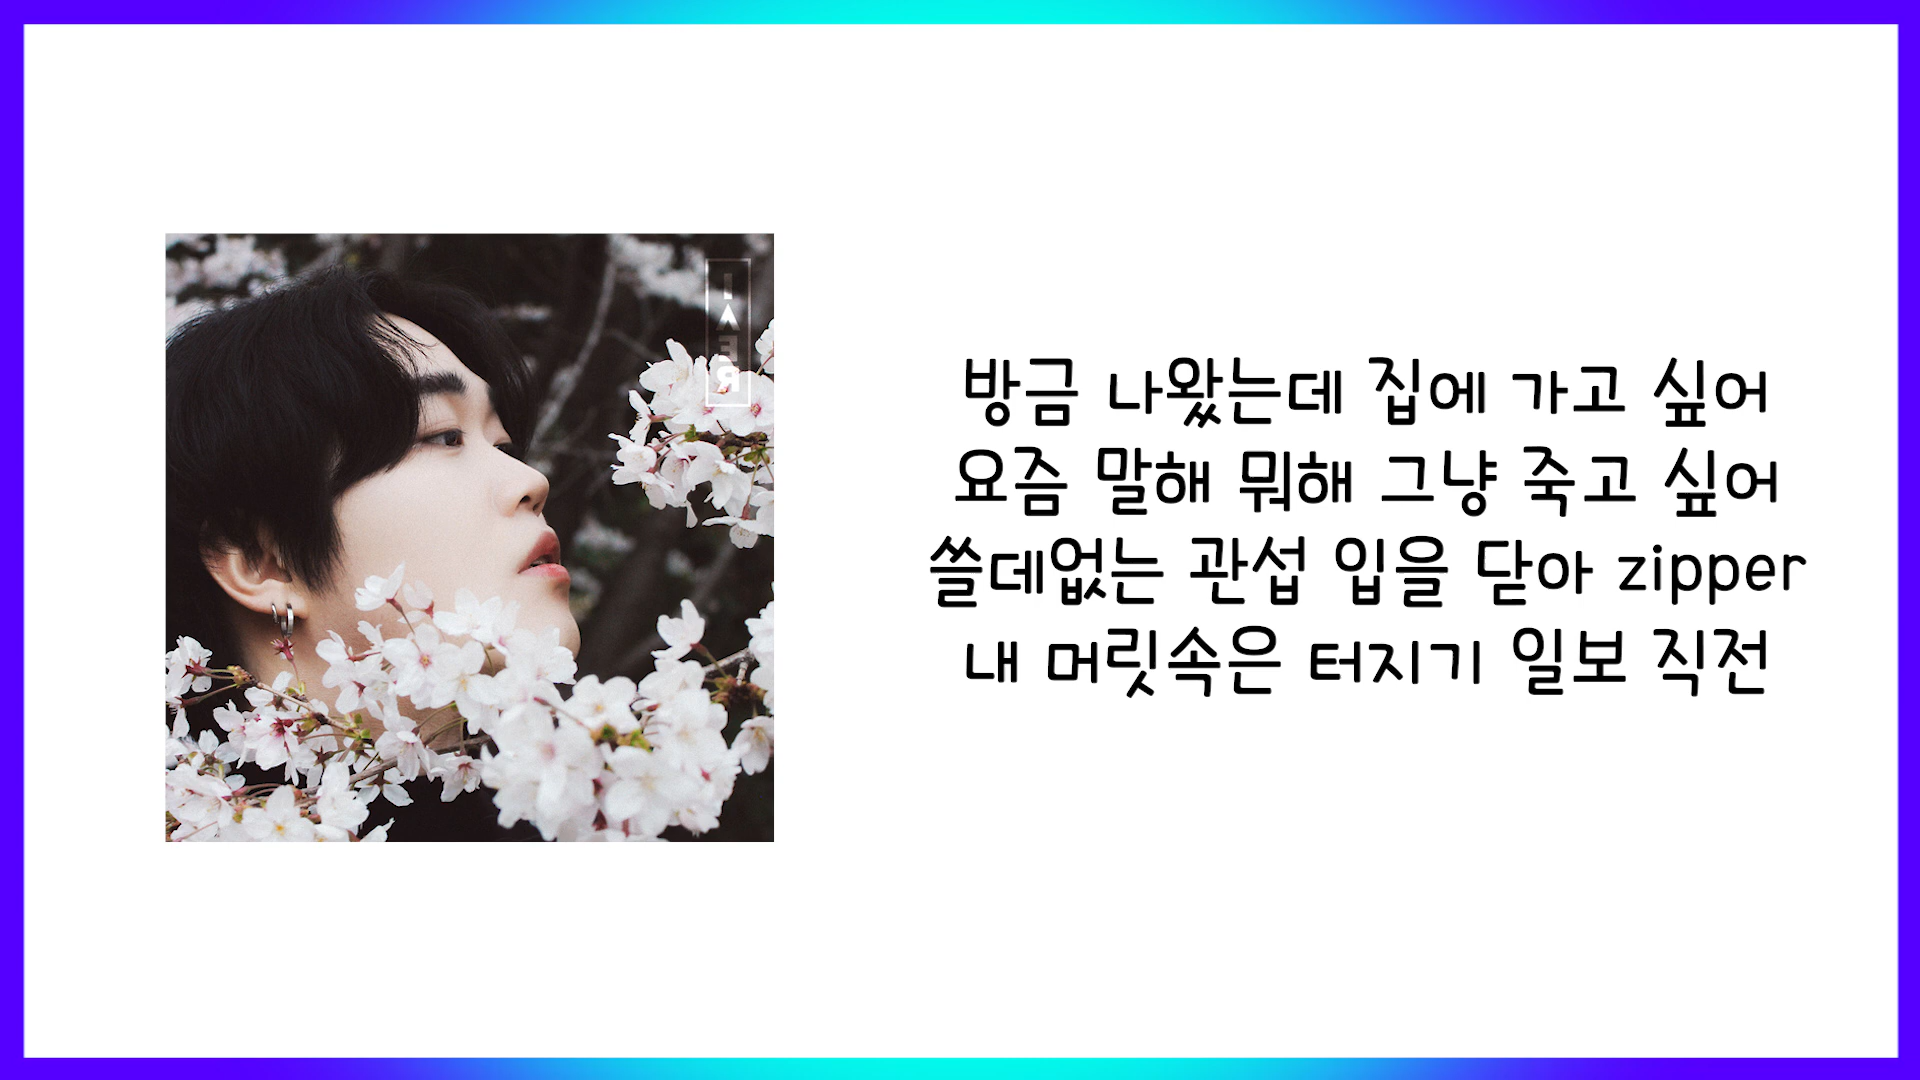 방금 나왔는데 집에 가고 싶어
요즘 말해 뭐해 그냥 죽고 싶어
쓸데없는 관섭 입을 닫아 zipper
내 머릿속은 터지기 일보 직전